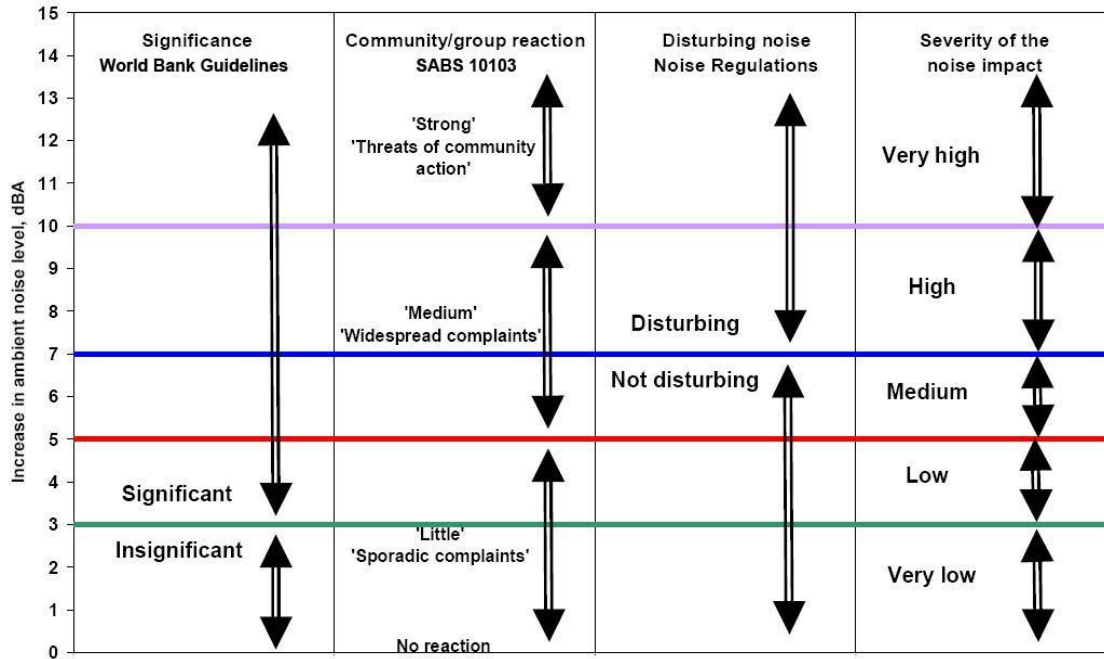 Increase in ambient noise level, dBA
15
14
13
12
11
10
9
8
7
6
5
4
3
2
1
0
Significance
World Bank Guidelines
Significant
Insignificant
Community/group reaction
SABS 10103
'Strong'
'Threats of community
action'
'Medium'
'Widespread complaints'
'Little'
'Sporadic complaints'
No reaction
Disturbing noise
Noise Regulations
Disturbing
Not disturbing
Severity of the
noise impact
Very high
High
Medium
Low
Very low